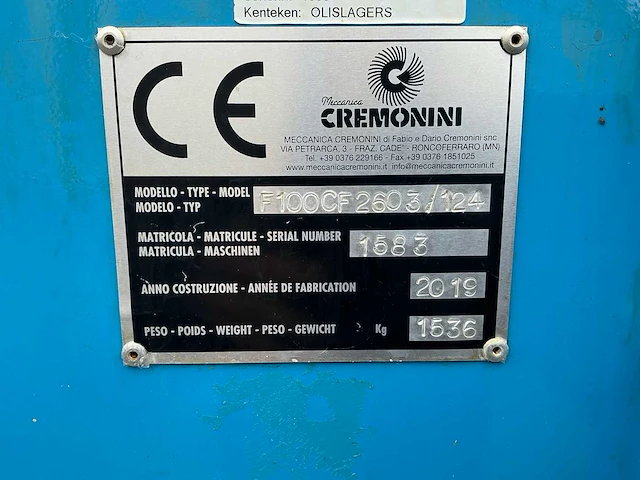 Kenteken: OLISLAGERS
CE
Meccanica
CREMONINI
MECCANICA CREMONINI di Fabio e Dario Cremonini snc
VIA PETRARCA, 3 - FRAZ. CADE' - RONCOFERRARO (MN)
Tel. +39 0376 229166 - Fax +39 0376 1851025
www.meccanicacremonini.it info@meccanicacremonini.it
MODELLO - TYPE - MODEL
MODELO - TYP
F100CF2603/124
MATRICOLA - MATRICULE - SERIAL NUMBER
MATRICULA - MASCHINEN
1583
ANNO COSTRUZIONE - ANNÉE DE FABRICATION 2019
PESO - POIDS - WEIGHT - PESO - GEWICHT Kg 1536